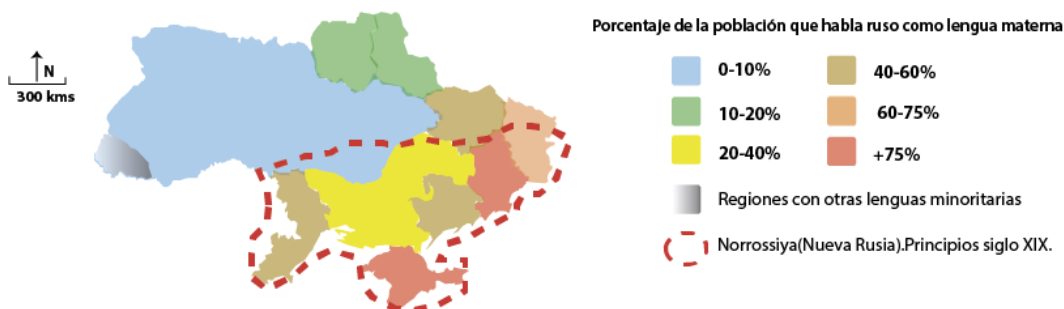 Porcentaje de la población que habla ruso como lengua materna
N
300 kms
0-10%
40-60%
10-20%
60-75%
20-40%
+75%
Regiones con otras lenguas minoritarias
Norrossiya(Nueva Rusia).Principios siglo XIX.